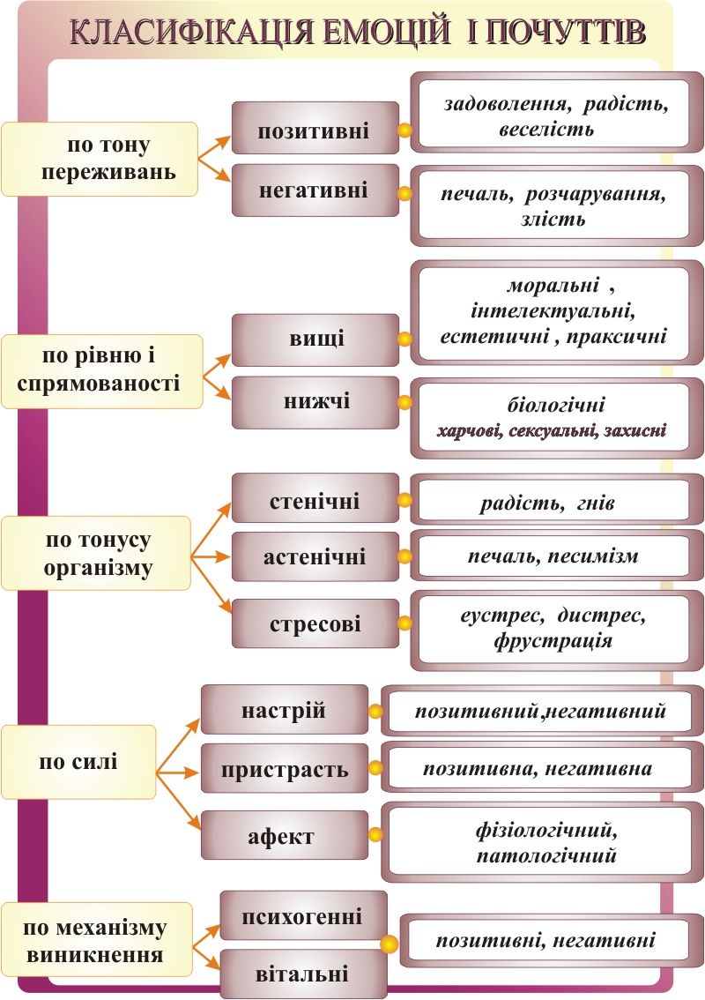 КЛАСИФІКАЦІЯ ЕМОЦІЙ І ПОЧУТТІВ
по тону
переживань
позитивні
задоволення, радість,
веселість
негативні
печаль, розчарування,
злість
по рівню і
спрямованості
вищі
моральні ,
інтелектуальні,
естетичні , праксичні
нижчі
біологічні
харчові, сексуальні, захисні
по тонусу
організму
стенічні
радість, гнів
астенічні
печаль, песимізм
стресові
еустрес, дистрес,
фрустрація
по силі
настрій
позитивний,негативний
пристрасть
позитивна, негативна
афект
фізіологічний,
патологічний
по механізму
виникнення
психогенні
вітальні
позитивні, негативні